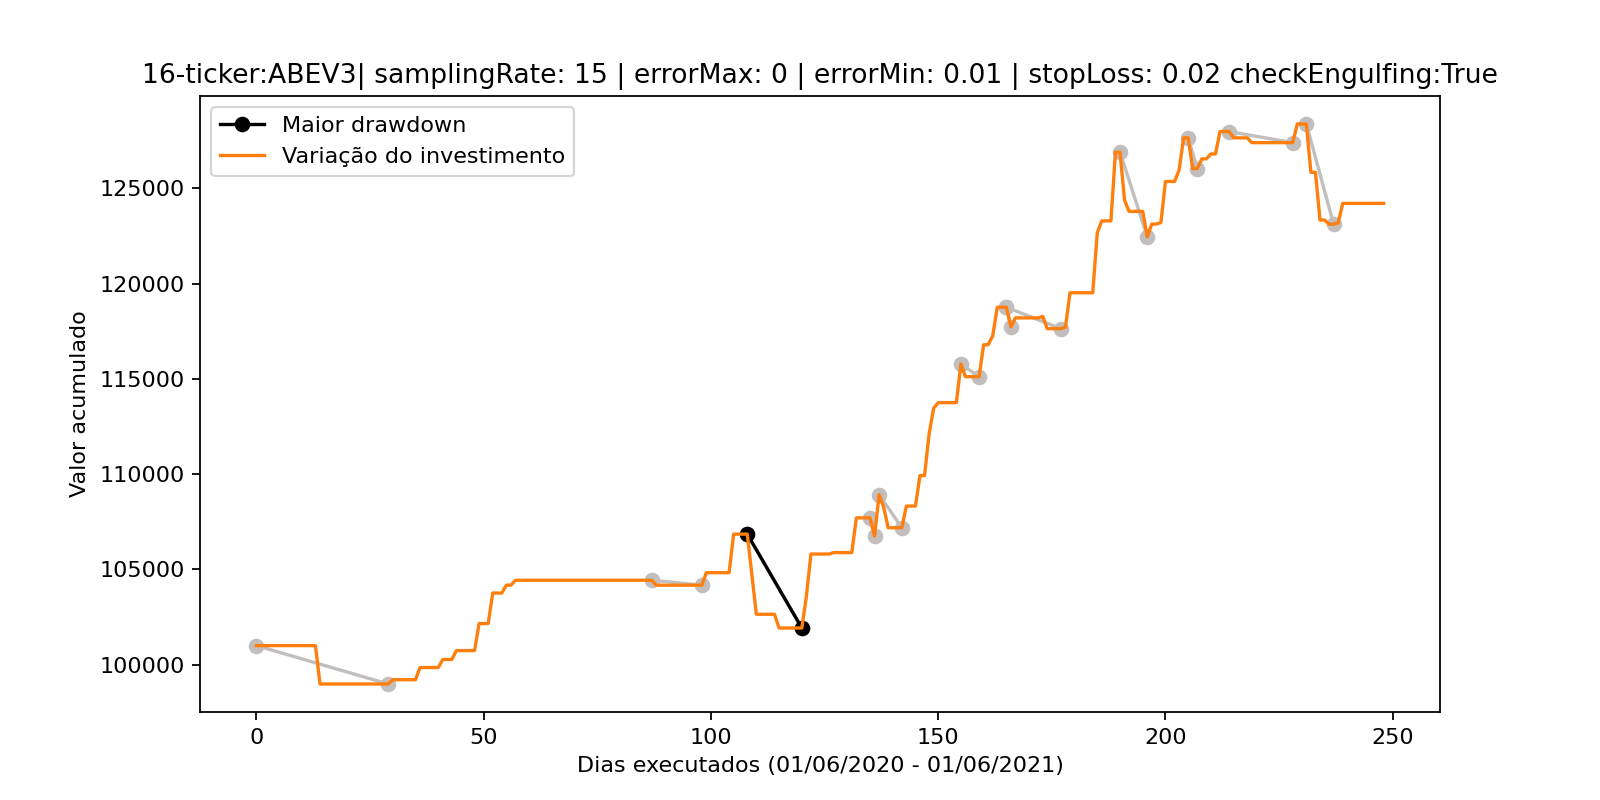 16-ticker:ABEV3| samplingRate: 15 | errorMax: 0 | errorMin: 0.01 | stopLoss: 0.02 checkEngulfing:True
Maior drawdown
Variação do investimento
Valor acumulado
125000
120000
115000
110000
105000
100000
0 50 100 150 200 250
Dias executados (01/06/2020 - 01/06/2021)